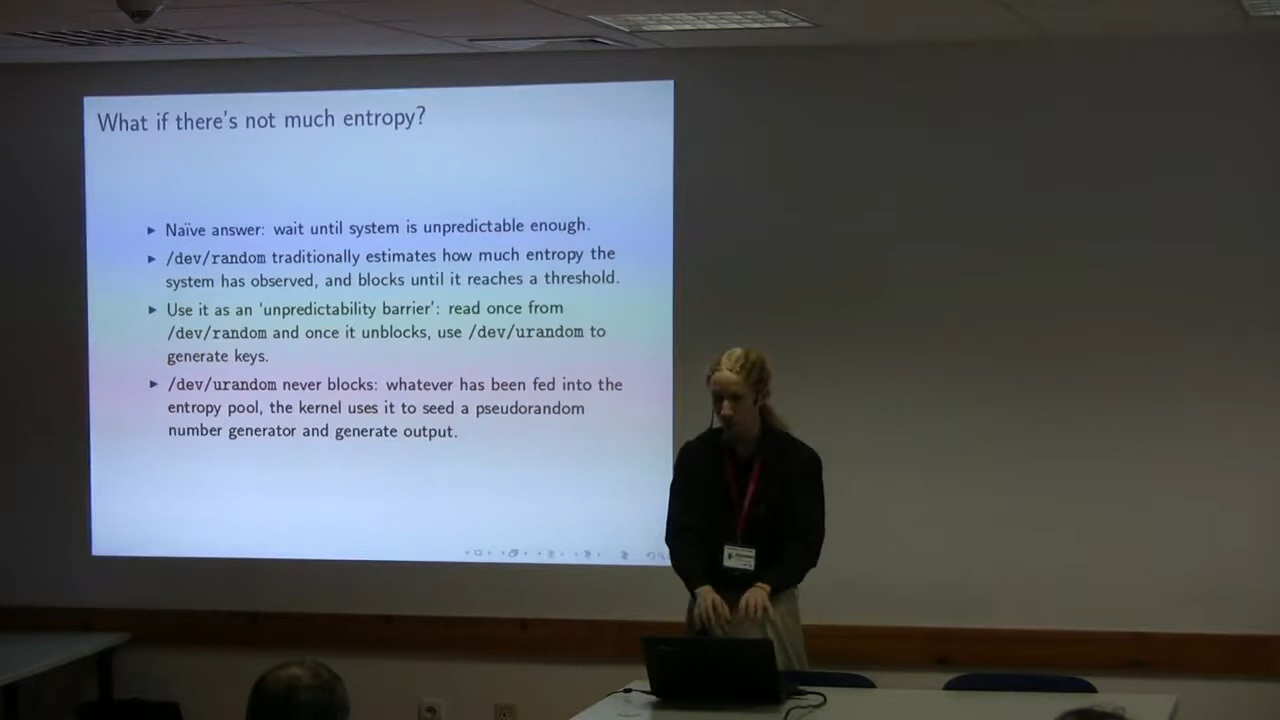 What if there's not much entropy?
▶ Naïve answer: wait until system is unpredictable enough.
▶ /dev/random traditionally estimates how much entropy the
system has observed, and blocks until it reaches a threshold.
▶ Use it as an ‘unpredictability barrier’: read once from
/dev/random and once it unblocks, use /dev/urandom to
generate keys.
▶ /dev/urandom never blocks: whatever has been fed into the
entropy pool, the kernel uses it to seed a pseudorandom
number generator and generate output.